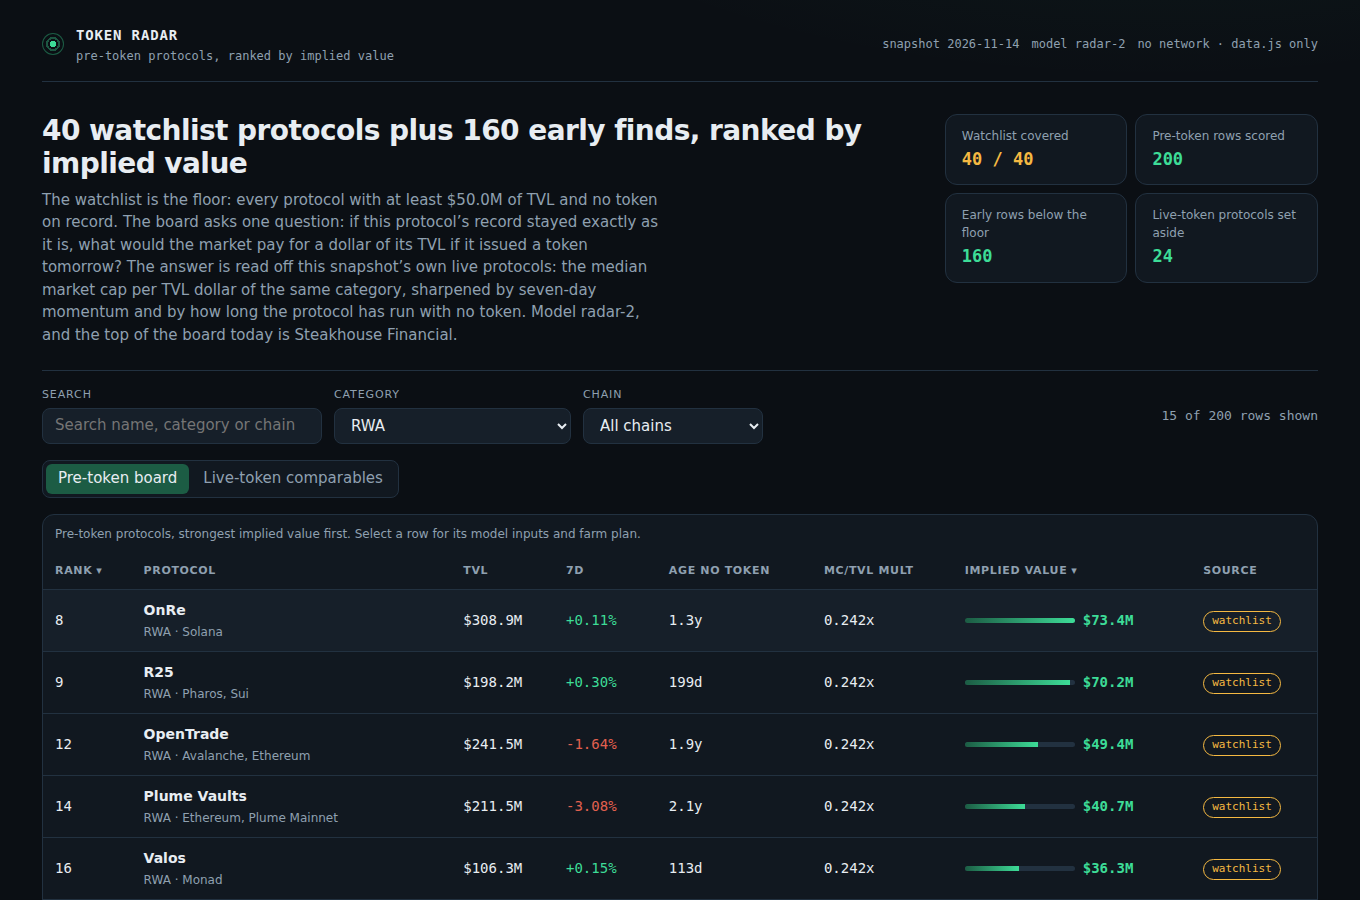 TOKEN RADAR
pre-token protocols, ranked by implied value
snapshot 2026-11-14 model radar-2 no network · data.js only
40 watchlist protocols plus 160 early finds, ranked by
implied value
The watchlist is the floor: every protocol with at least $50.0M of TVL and no token
on record. The board asks one question: if this protocol’s record stayed exactly as
it is, what would the market pay for a dollar of its TVL if it issued a token
tomorrow? The answer is read off this snapshot’s own live protocols: the median
market cap per TVL dollar of the same category, sharpened by seven-day
momentum and by how long the protocol has run with no token. Model radar-2,
and the top of the board today is Steakhouse Financial.
Watchlist covered
40 / 40
Pre-token rows scored
200
Early rows below the
floor
160
Live-token protocols set
aside
24
SEARCH
Search name, category or chain
CATEGORY
RWA
CHAIN
All chains
15 of 200 rows shown
Pre-token board
Live-token comparables
Pre-token protocols, strongest implied value first. Select a row for its model inputs and farm plan.
RANK ▾ PROTOCOL TVL 7D AGE NO TOKEN MC/TVL MULT IMPLIED VALUE ▾ SOURCE
8 OnRe $308.9M +0.11% 1.3y 0.242x $73.4M watchlist
RWA · Solana
9 R25 $198.2M +0.30% 199d 0.242x $70.2M watchlist
RWA · Pharos, Sui
12 OpenTrade $241.5M -1.64% 1.9y 0.242x $49.4M watchlist
RWA · Avalanche, Ethereum
14 Plume Vaults $211.5M -3.08% 2.1y 0.242x $40.7M watchlist
RWA · Ethereum, Plume Mainnet
16 Valos $106.3M +0.15% 113d 0.242x $36.3M watchlist
RWA · Monad